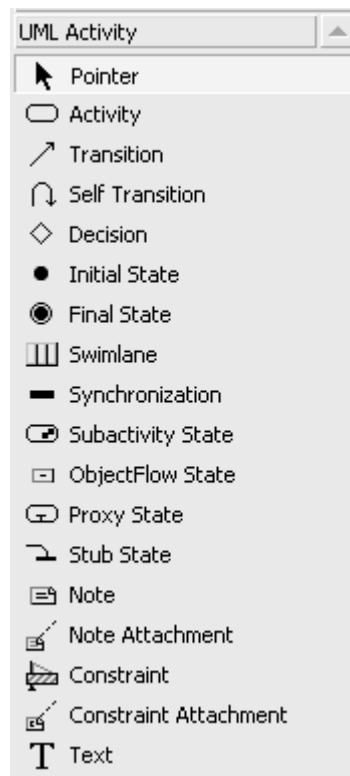 UML Activity
Pointer
Activity
Transition
Self Transition
Decision
Initial State
Final State
Swimlane
Synchronization
Subactivity State
ObjectFlow State
Proxy State
Stub State
Note
Note Attachment
Constraint
Constraint Attachment
Text